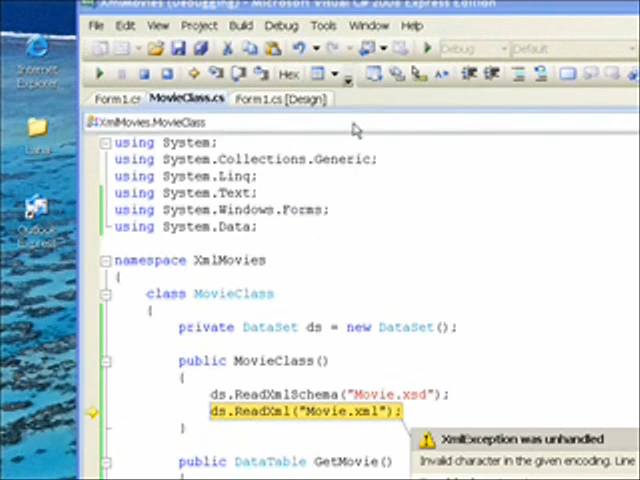 XmlMovies (Debugging) - Microsoft Visual C# 2008 Express Edition
File Edit View Project Build Debug Tools Window Help
Debug Default
Hex
Form1.cs MovieClass.cs Form1.cs [Design]
XmlMovies.MovieClass
Internet
Explorer
Outlook
Express
using System;
using System.Collections.Generic;
using System.Linq;
using System.Text;
using System.Windows.Forms;
using System.Data;
namespace XmlMovies
{
class MovieClass
{
private DataSet ds = new DataSet();
public MovieClass()
{
ds.ReadXmlSchema("Movie.xsd");
ds.ReadXml("Movie.xml");
}
public DataTable GetMovie()
XmlException was unhandled
Invalid character in the given encoding. Line